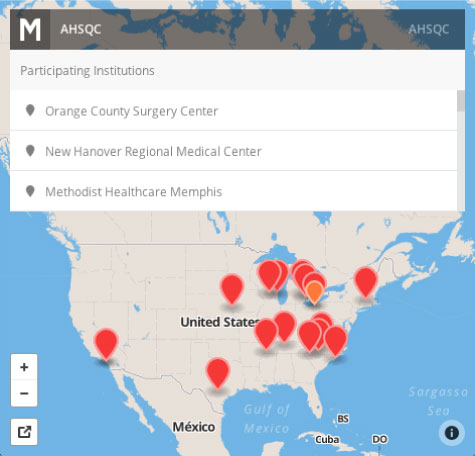 M AHSQC AHSQC
Participating Institutions
Orange County Surgery Center
New Hanover Regional Medical Center
Methodist Healthcare Memphis
United States
+
−
Sargasso
Sea
Gulf of
Mexico
México
BS
Cuba
DO
i